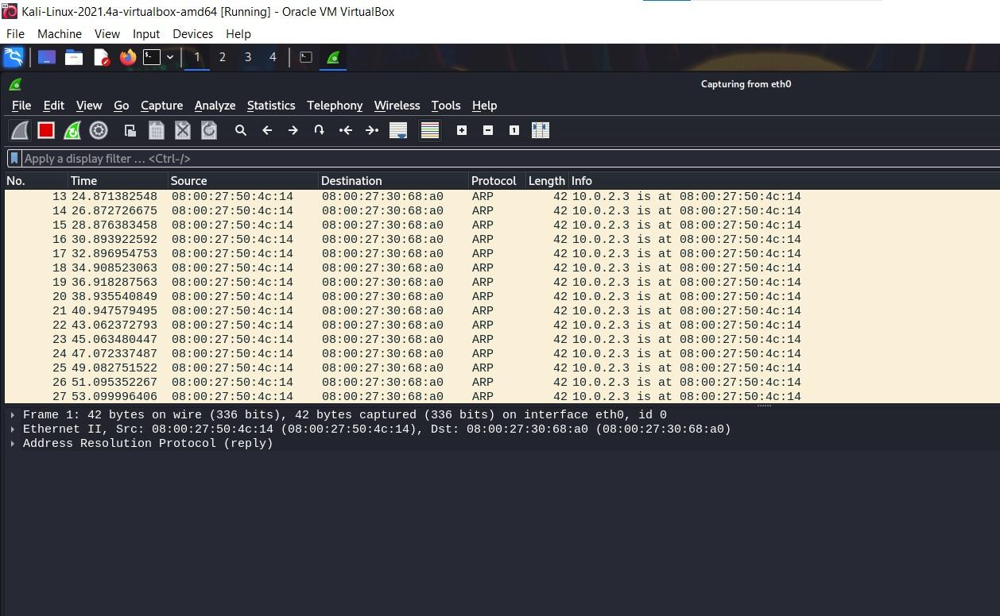 Kali-Linux-2021.4a-virtualbox-amd64 [Running] - Oracle VM VirtualBox
File Machine View Input Devices Help
1 2 3 4
Capturing from eth0
File Edit View Go Capture Analyze Statistics Telephony Wireless Tools Help
1
Apply a display filter … <Ctrl-/>
No. Time Source Destination Protocol Length Info
13 24.871382548 08:00:27:50:4c:14 08:00:27:30:68:a0 ARP 42 10.0.2.3 is at 08:00:27:50:4c:14
14 26.872726675 08:00:27:50:4c:14 08:00:27:30:68:a0 ARP 42 10.0.2.3 is at 08:00:27:50:4c:14
15 28.876383458 08:00:27:50:4c:14 08:00:27:30:68:a0 ARP 42 10.0.2.3 is at 08:00:27:50:4c:14
16 30.893922592 08:00:27:50:4c:14 08:00:27:30:68:a0 ARP 42 10.0.2.3 is at 08:00:27:50:4c:14
17 32.896954753 08:00:27:50:4c:14 08:00:27:30:68:a0 ARP 42 10.0.2.3 is at 08:00:27:50:4c:14
18 34.908523063 08:00:27:50:4c:14 08:00:27:30:68:a0 ARP 42 10.0.2.3 is at 08:00:27:50:4c:14
19 36.918287563 08:00:27:50:4c:14 08:00:27:30:68:a0 ARP 42 10.0.2.3 is at 08:00:27:50:4c:14
20 38.935540849 08:00:27:50:4c:14 08:00:27:30:68:a0 ARP 42 10.0.2.3 is at 08:00:27:50:4c:14
21 40.947579495 08:00:27:50:4c:14 08:00:27:30:68:a0 ARP 42 10.0.2.3 is at 08:00:27:50:4c:14
22 43.062372793 08:00:27:50:4c:14 08:00:27:30:68:a0 ARP 42 10.0.2.3 is at 08:00:27:50:4c:14
23 45.063480447 08:00:27:50:4c:14 08:00:27:30:68:a0 ARP 42 10.0.2.3 is at 08:00:27:50:4c:14
24 47.072337487 08:00:27:50:4c:14 08:00:27:30:68:a0 ARP 42 10.0.2.3 is at 08:00:27:50:4c:14
25 49.082751522 08:00:27:50:4c:14 08:00:27:30:68:a0 ARP 42 10.0.2.3 is at 08:00:27:50:4c:14
26 51.095352267 08:00:27:50:4c:14 08:00:27:30:68:a0 ARP 42 10.0.2.3 is at 08:00:27:50:4c:14
27 53.099996406 08:00:27:50:4c:14 08:00:27:30:68:a0 ARP 42 10.0.2.3 is at 08:00:27:50:4c:14
Frame 1: 42 bytes on wire (336 bits), 42 bytes captured (336 bits) on interface eth0, id 0
Ethernet II, Src: 08:00:27:50:4c:14 (08:00:27:50:4c:14), Dst: 08:00:27:30:68:a0 (08:00:27:30:68:a0)
Address Resolution Protocol (reply)